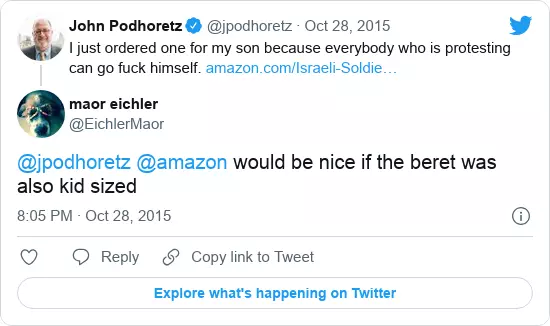 John Podhoretz @jpodhoretz · Oct 28, 2015
I just ordered one for my son because everybody who is protesting
can go fuck himself. amazon.com/Israeli-Soldie…
maor eichler
@EichlerMaor
@jpodhoretz @amazon would be nice if the beret was
also kid sized
8:05 PM · Oct 28, 2015
Reply Copy link to Tweet
Explore what's happening on Twitter